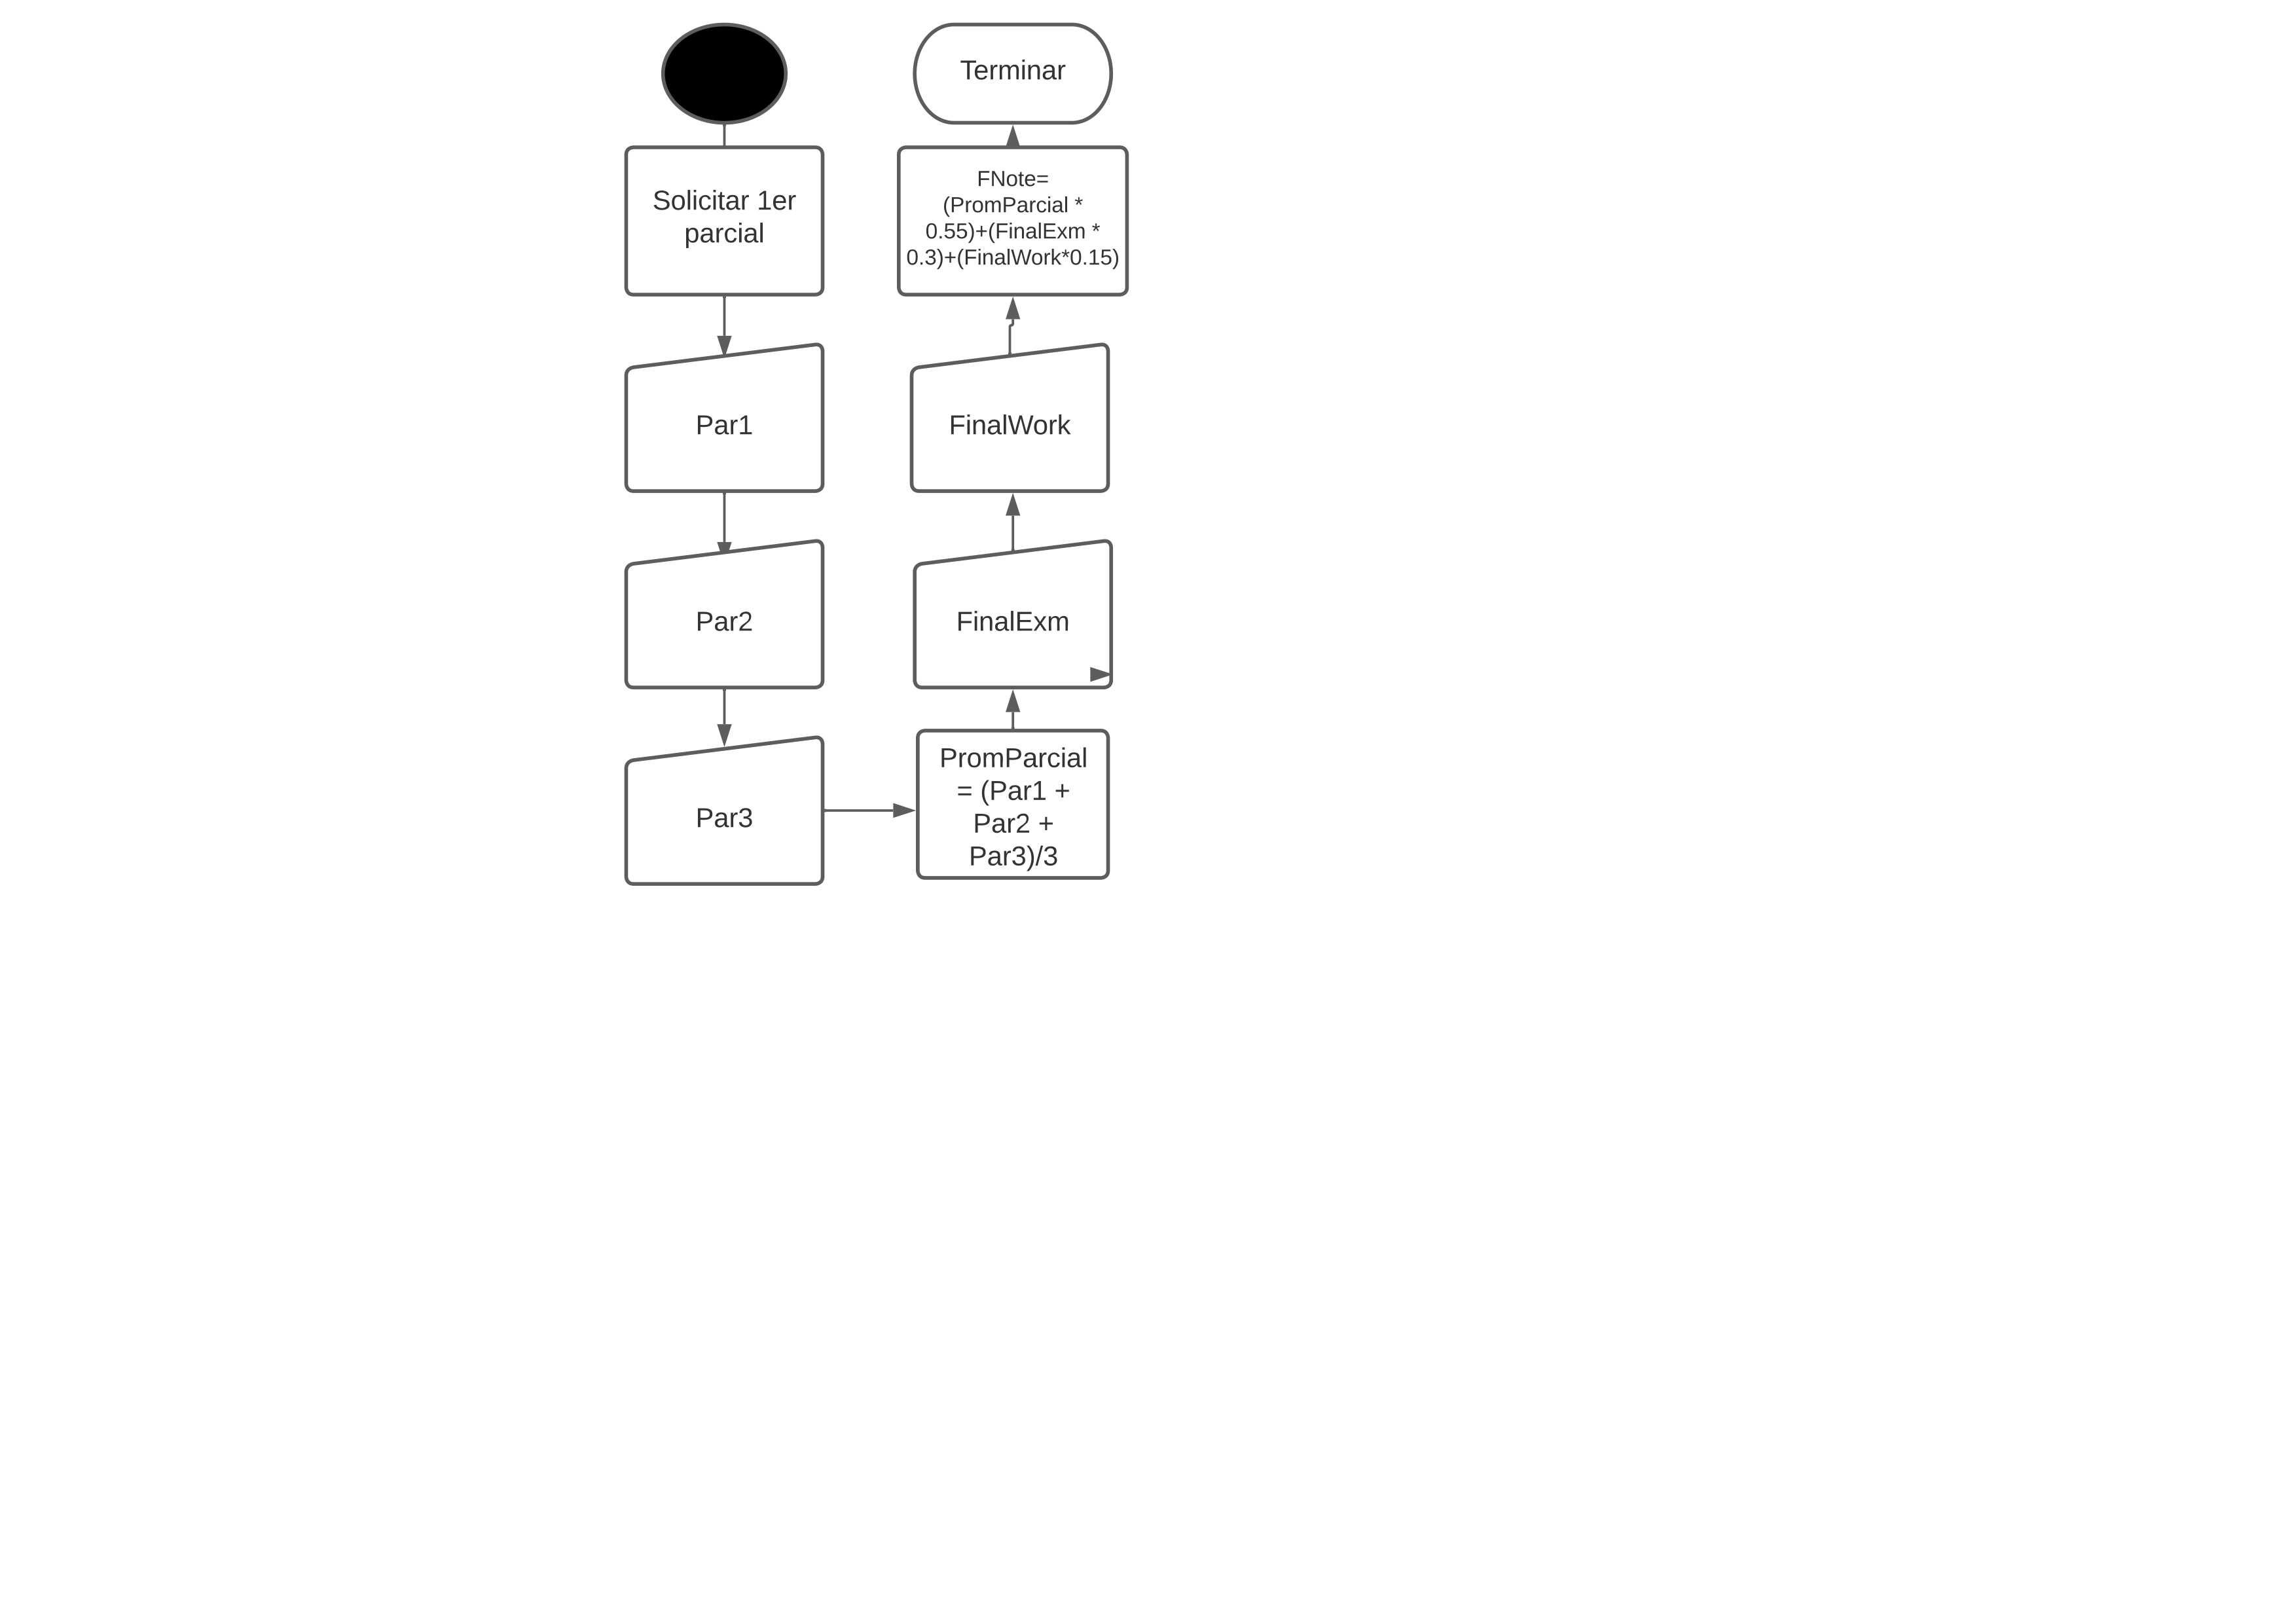 Solicitar 1er
parcial
Par1
Par2
Par3
PromParcial
= (Par1 +
Par2 +
Par3)/3
FinalExm
FinalWork
FNote=
(PromParcial *
0.55)+(FinalExm *
0.3)+(FinalWork*0.15)
Terminar